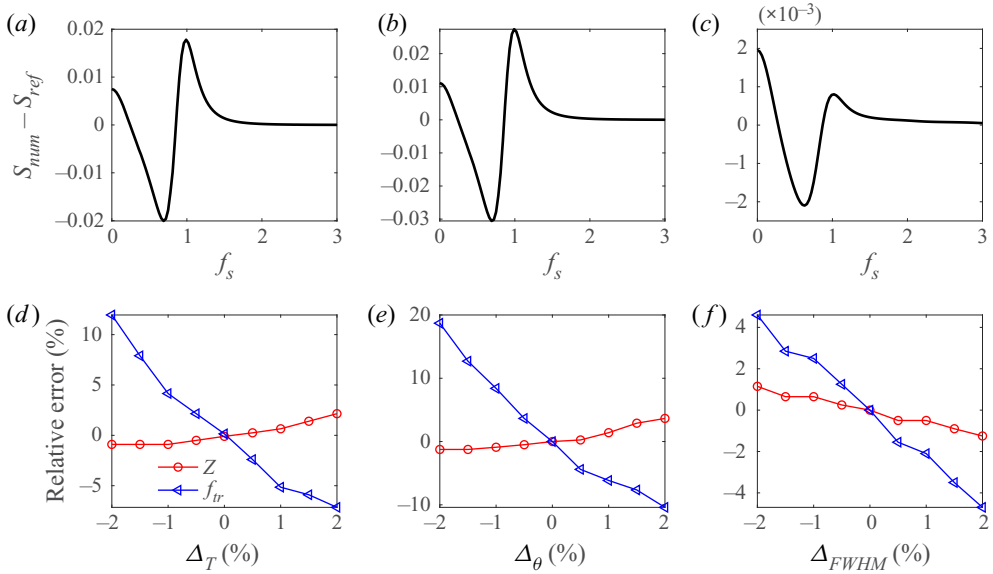 (a) (b) (c) (×10⁻³)
S_num − S_ref
0.02 0.01 0 −0.01 −0.02
0.02 0.01 0 −0.01 −0.02 −0.03
2 1 0 −1 −2
0 1 2 3
0 1 2 3
0 1 2 3
f_s f_s f_s
(d) (e) (f)
Relative error (%)
10 5 0 −5
20 10 0 −10
4 2 0 −2 −4
Z
f_tr
−2 −1 0 1 2
−2 −1 0 1 2
−2 −1 0 1 2
Δ_T (%) Δ_θ (%) Δ_FWHM (%)